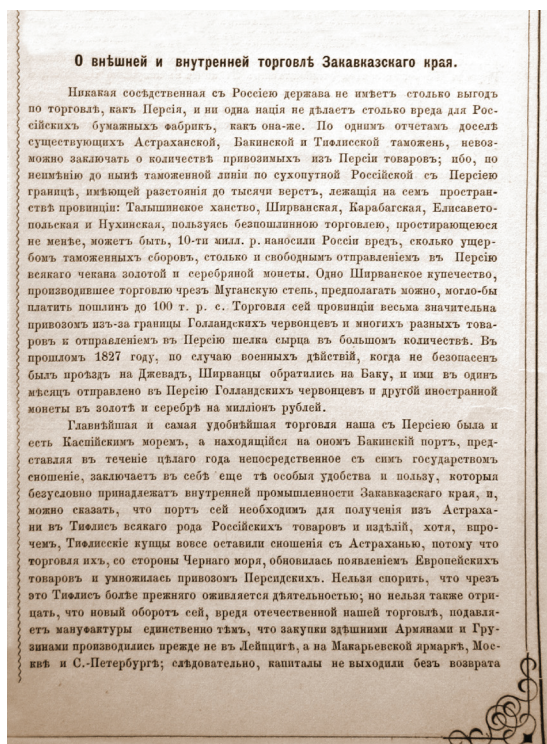 О внѣшней и внутренней торговлѣ Закавказскаго края.
Никакая сосѣдственная съ Россіею держава не имѣетъ столько выгодъ
по торговлѣ, какъ Персія, и ни одна нація не дѣлаетъ столько вреда для Рос-
сійскихъ бумажныхъ фабрикъ, какъ она-же. По однимъ отчетамъ доселѣ
существующихъ Астраханской, Бакинской и Тифлисской таможень, невоз-
можно заключать о количествѣ привозимыхъ изъ Персіи товаровъ; ибо, по
неимѣнію до нынѣ таможенной линіи по сухопутной Россійской съ Персіею
границѣ, имѣющей разстоянія до тысячи верстъ, лежащія на семъ простран-
ствѣ провинціи: Талышинское ханство, Ширванская, Карабагская, Елисавето-
польская и Нухинская, пользуясь безпошлинною торговлею, простирающеюся
не менѣе, можетъ быть, 10-ти милл. р. наносили Россіи вредъ, сколько ущер-
бомъ таможенныхъ сборовъ, столько и свободнымъ отправленіемъ въ Персію
всякаго чекана золотой и серебряной монеты. Одно Ширванское купечество,
производившее торговлю чрезъ Муганскую степь, предполагать можно, могло-бы
платить пошлинъ до 100 т. р. с. Торговля сей провинціи весьма значительна
привозомъ изъ-за границы Голландскихъ червонцевъ и многихъ разныхъ това-
ровъ к отправленіемъ въ Персію шелка сырца въ большомъ количествѣ. Въ
прошломъ 1827 году, по случаю военныхъ дѣйствій, когда не безопасенъ
былъ проѣздъ на Джевадъ, Ширванцы обратились на Баку, и ими въ одинъ
мѣсяцъ отправлено въ Персію Голландскихъ червонцевъ и другой иностранной
монеты въ золотѣ и серебрѣ на милліонъ рублей.
Главнѣйшая и самая удобнѣйшая торговля наша съ Персіею была и
есть Каспійскимъ моремъ, а находящійся на ономъ Бакинскій портъ, пред-
ставляя въ теченіе цѣлаго года непосредственное съ симъ государствомъ
сношеніе, заключаетъ въ себѣ еще тѣ особыя удобства и пользу, которыя
безусловно принадлежатъ внутренней промышленности Закавказскаго края, и,
можно сказать, что портъ сей необходимъ для полученія изъ Астраха-
ни въ Тифлисъ всякаго рода Россійскихъ товаровъ и издѣлій, хотя, впро-
чемъ, Тифлисскіе купцы вовсе оставили сношенія съ Астраханью, потому что
торговля ихъ, со стороны Чернаго моря, обновилась появленіемъ Европейскихъ
товаровъ и умножилась привозомъ Персидскихъ. Нельзя спорить, что чрезъ
это Тифлисъ болѣе прежняго оживляется дѣятельностью; но нельзя также отри-
цать, что новый оборотъ сей, вредя отечественной нашей торговлѣ, подавля-
етъ мануфактуры единственно тѣмъ, что закупки здѣшними Армянами и Гру-
зинами производились прежде не въ Лейпцигѣ, а на Макарьевской ярмаркѣ, Мос-
квѣ и С.-Петербургѣ; слѣдовательно, капиталы не выходили безъ возврата